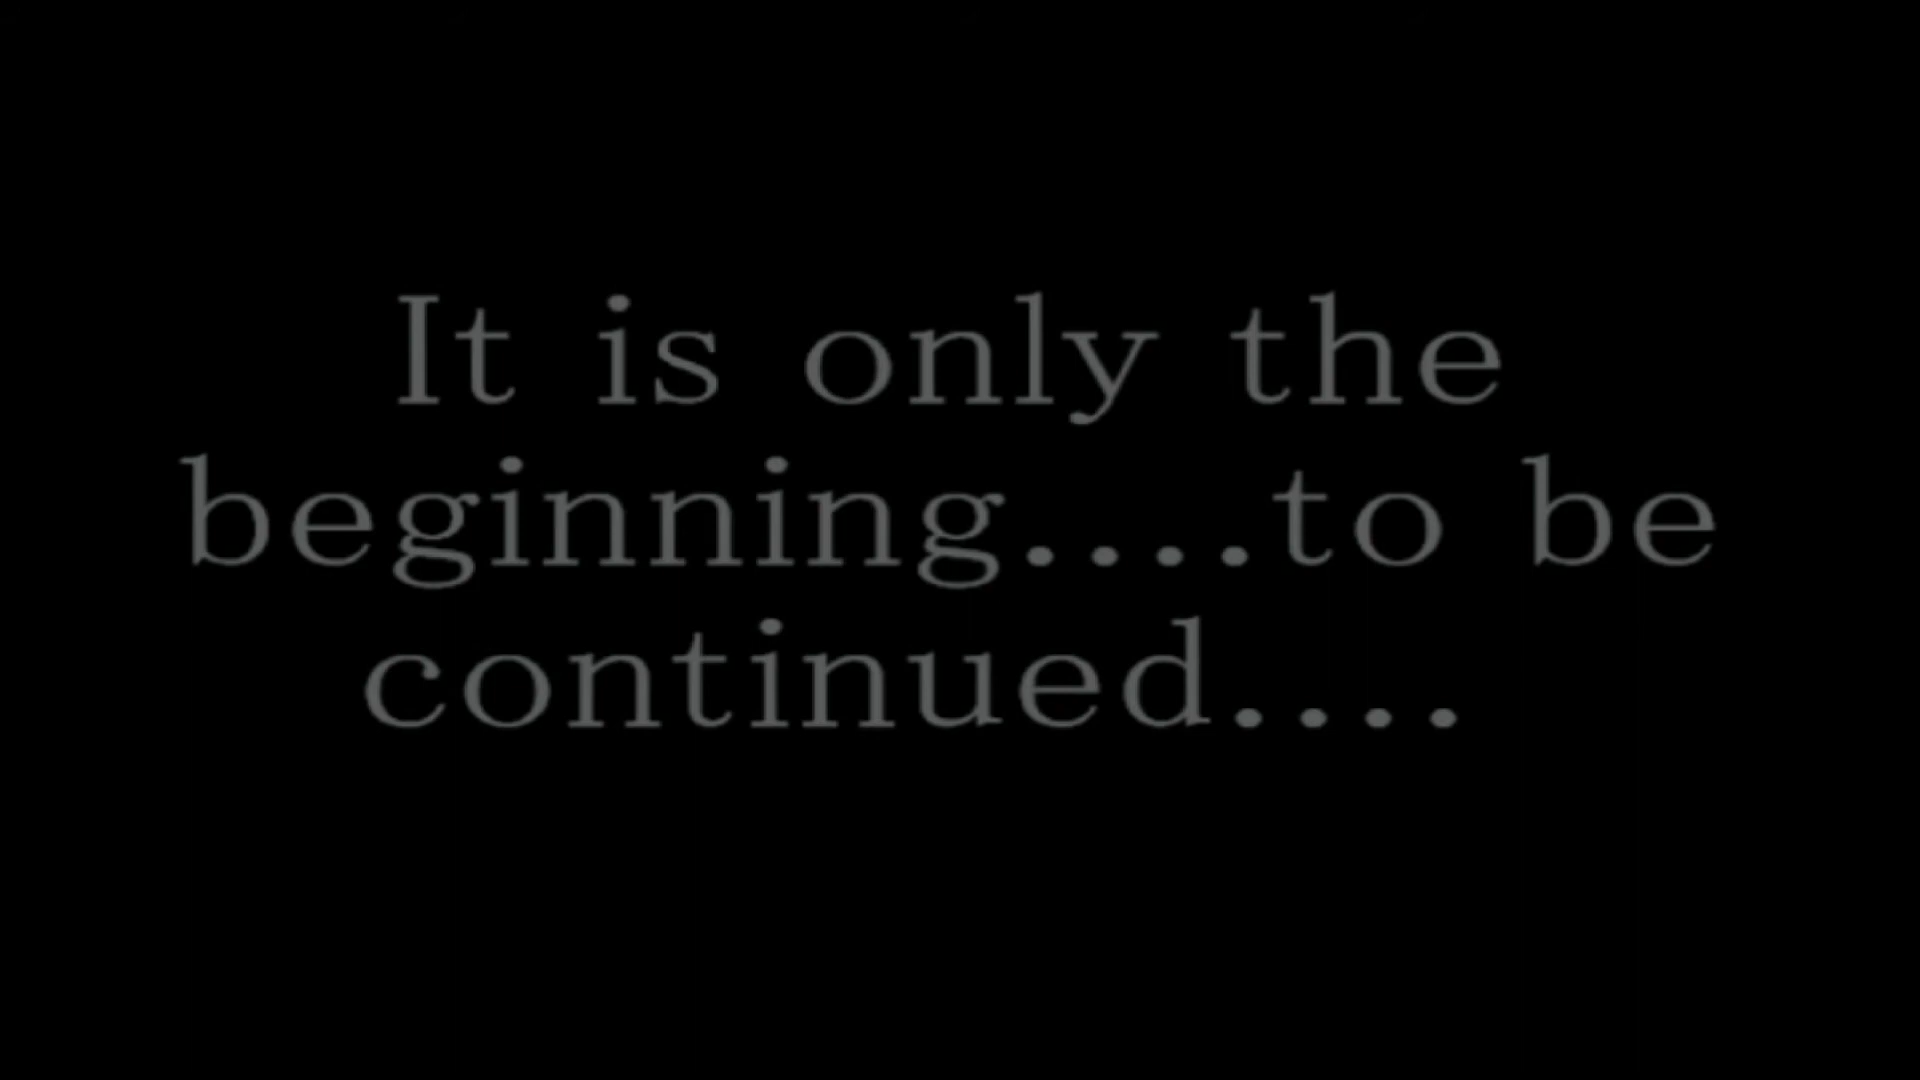 It is only the
beginning....to be
continued....